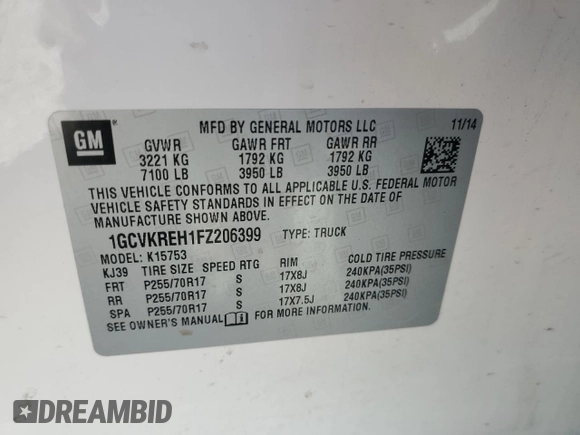 GM
®
MFD BY GENERAL MOTORS LLC
11/14
GVWR GAWR FRT GAWR RR
3221 KG 1792 KG 1792 KG
7100 LB 3950 LB 3950 LB
THIS VEHICLE CONFORMS TO ALL APPLICABLE U.S. FEDERAL MOTOR
VEHICLE SAFETY STANDARDS IN EFFECT ON THE DATE OF
MANUFACTURE SHOWN ABOVE.
1GCVKREH1FZ206399 TYPE: TRUCK
MODEL: K15753
KJ39 TIRE SIZE SPEED RTG RIM COLD TIRE PRESSURE
FRT P255/70R17 S 17X8J 240KPA(35PSI)
RR P255/70R17 S 17X8J 240KPA(35PSI)
SPA P255/70R17 S 17X7.5J 240KPA(35PSI)
SEE OWNER'S MANUAL FOR MORE INFORMATION.
DREAMBID